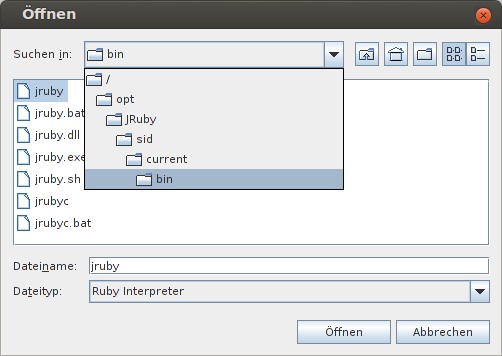 Öffnen
Suchen in: bin
/
opt
JRuby
sid
current
bin
jruby
jruby.bat
jruby.dll
jruby.exe
jruby.sh
jrubyc
jrubyc.bat
Dateiname: jruby
Dateityp: Ruby Interpreter
Öffnen Abbrechen